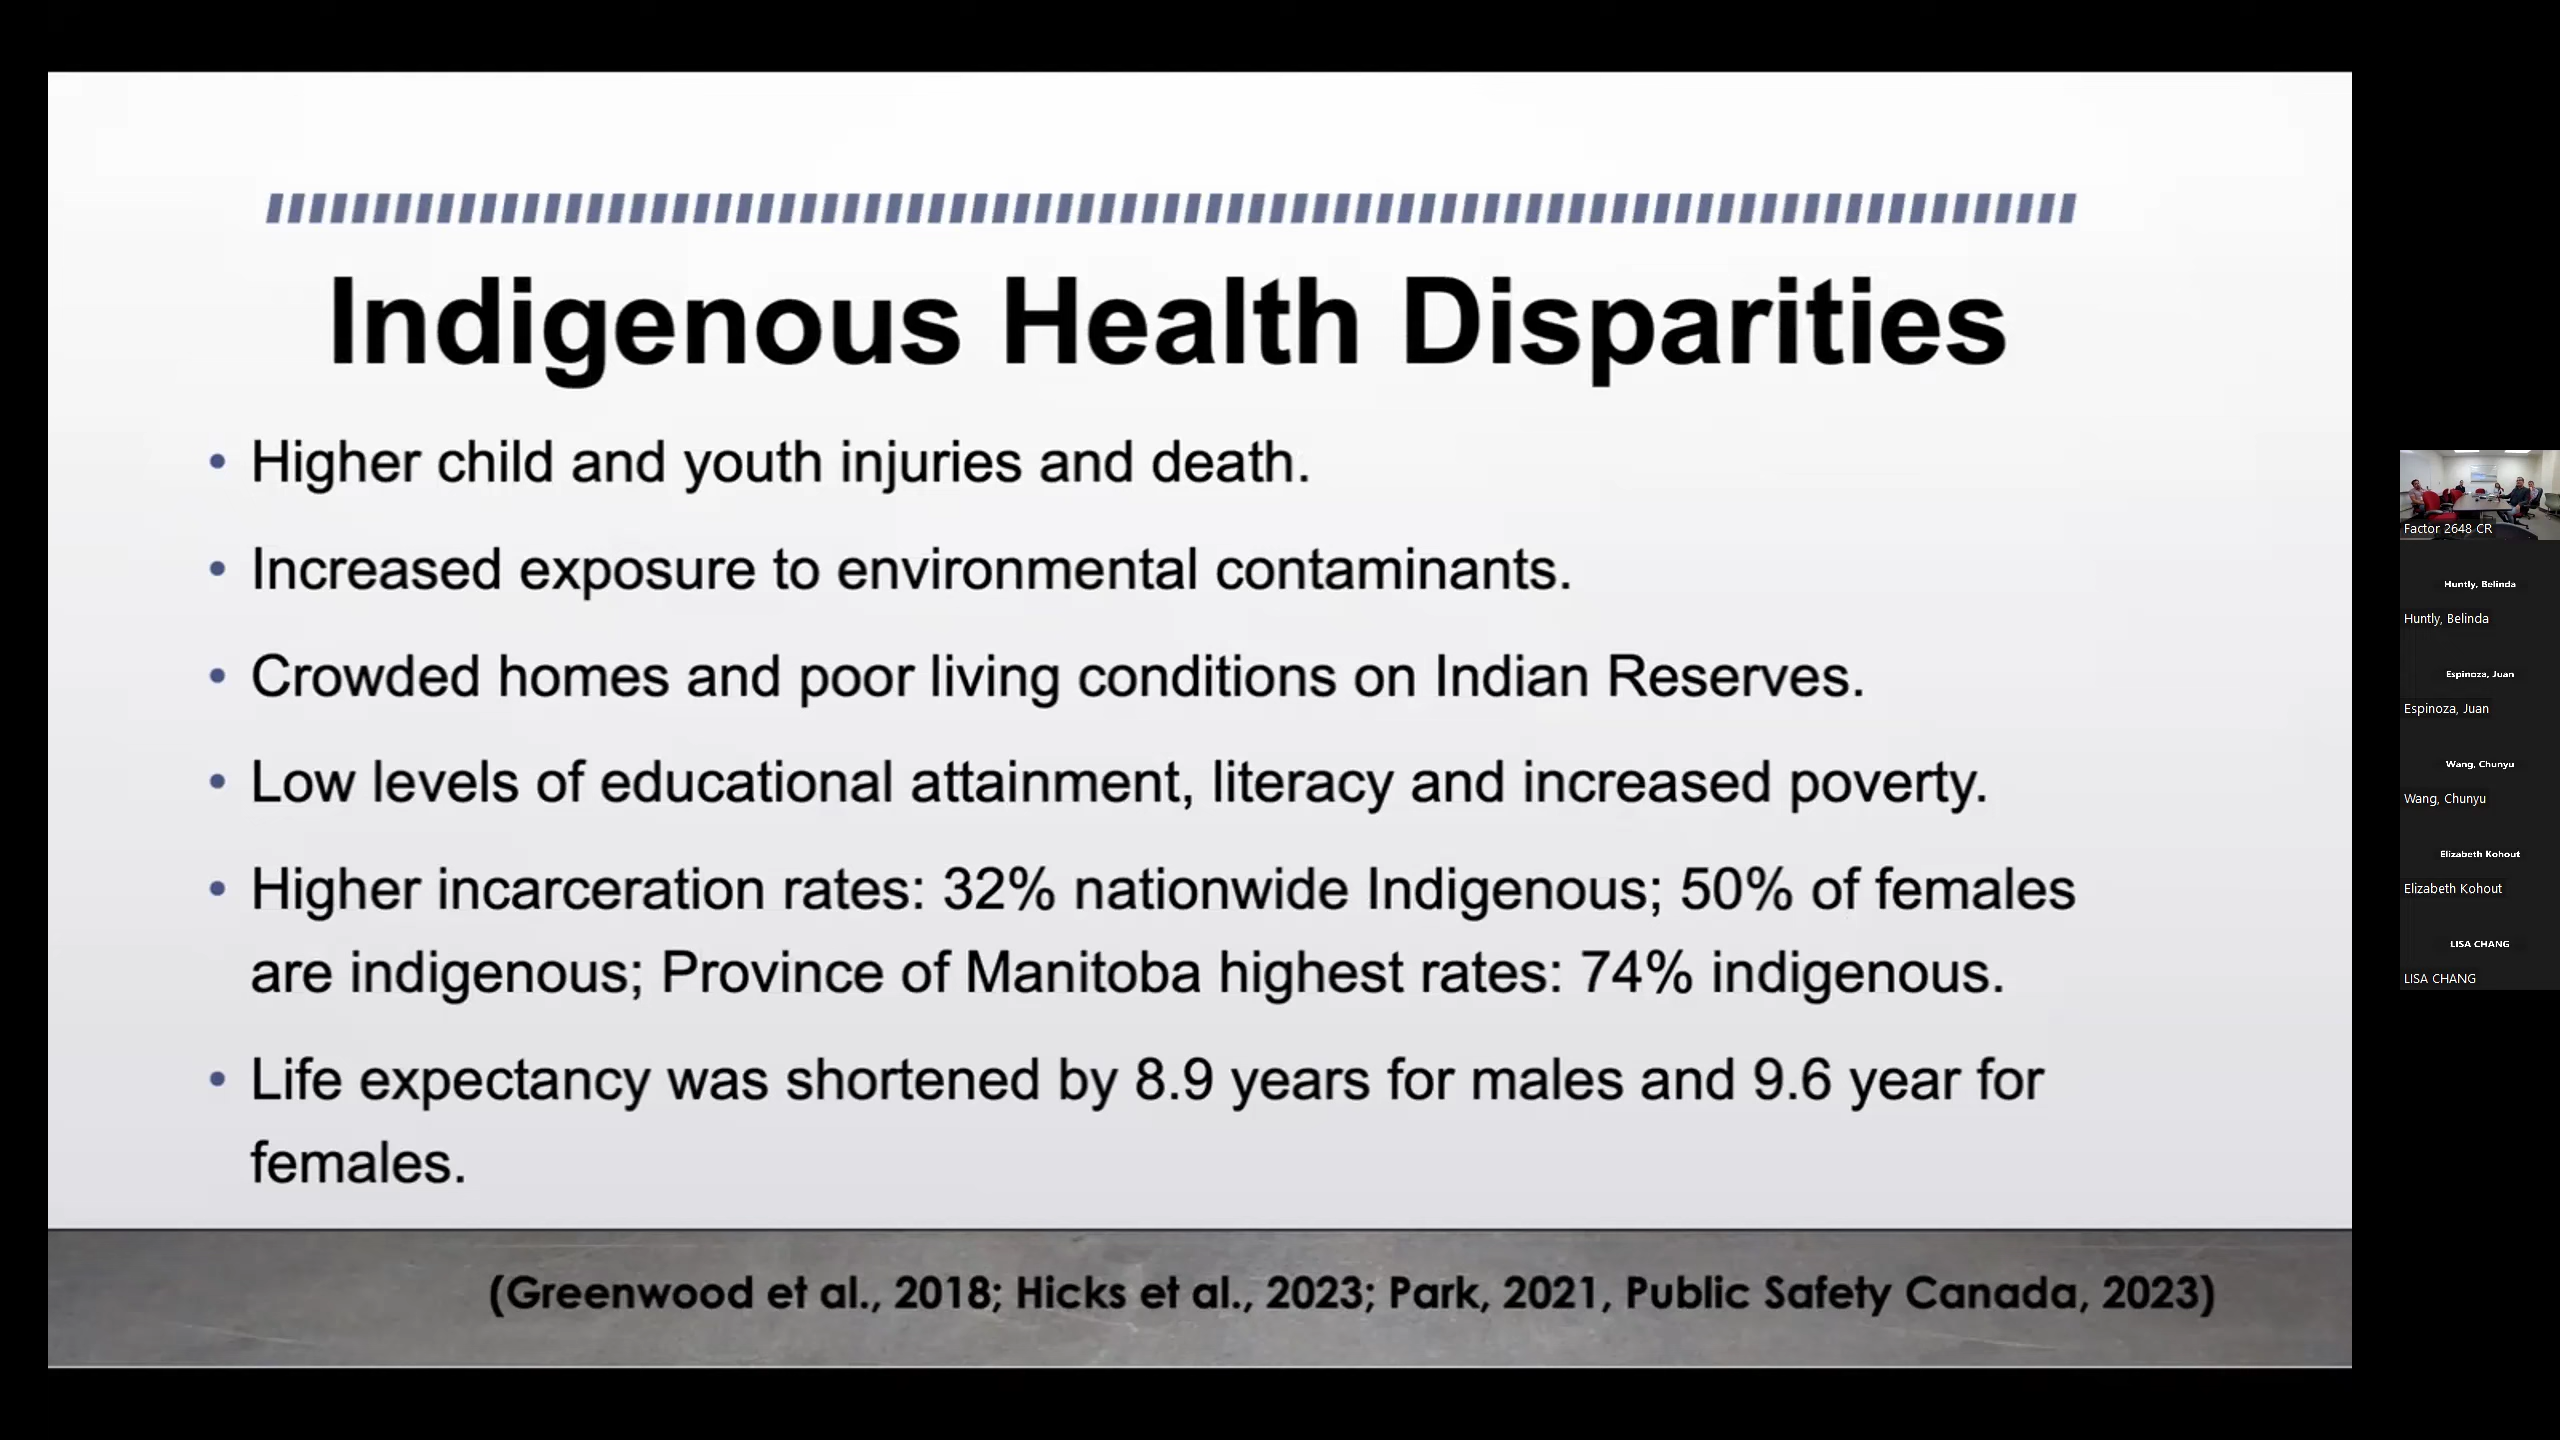 Indigenous Health Disparities
• Higher child and youth injuries and death.
• Increased exposure to environmental contaminants.
• Crowded homes and poor living conditions on Indian Reserves.
• Low levels of educational attainment, literacy and increased poverty.
• Higher incarceration rates: 32% nationwide Indigenous; 50% of females
are indigenous; Province of Manitoba highest rates: 74% indigenous.
• Life expectancy was shortened by 8.9 years for males and 9.6 year for
females.
(Greenwood et al., 2018; Hicks et al., 2023; Park, 2021, Public Safety Canada, 2023)
Factor 2648 CR
Huntly, Belinda
Huntly, Belinda
Espinoza, Juan
Espinoza, Juan
Wang, Chunyu
Wang, Chunyu
Elizabeth Kohout
Elizabeth Kohout
LISA CHANG
LISA CHANG